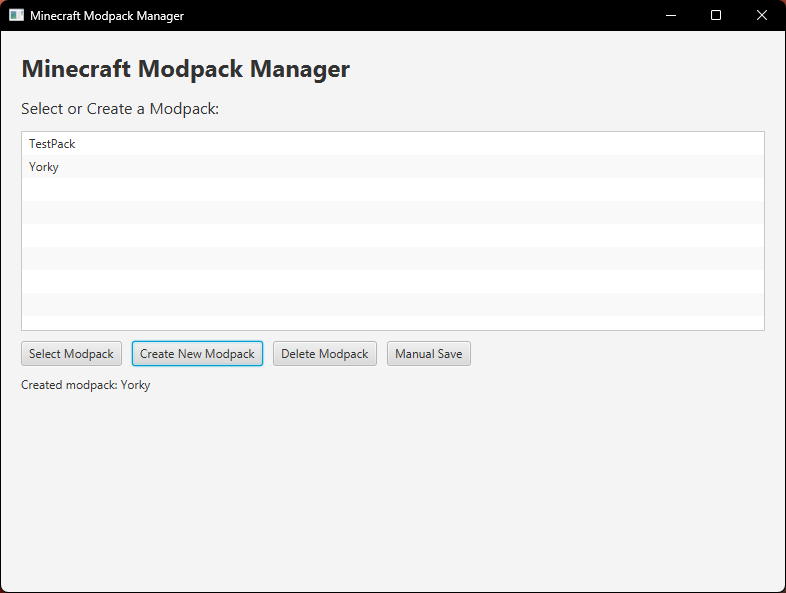 Minecraft Modpack Manager
Minecraft Modpack Manager
Select or Create a Modpack:
TestPack
Yorky
Select Modpack Create New Modpack Delete Modpack Manual Save
Created modpack: Yorky